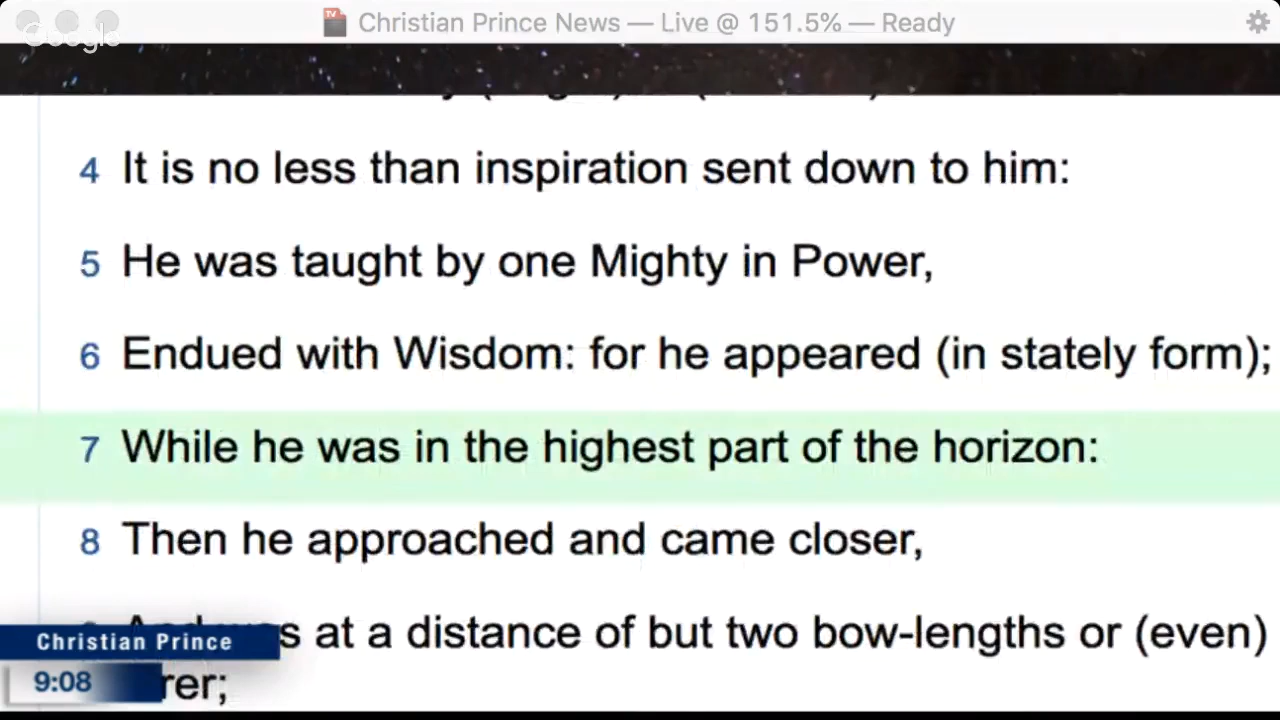 Christian Prince News — Live @ 151.5% — Ready
Google
TV
4 It is no less than inspiration sent down to him:
5 He was taught by one Mighty in Power,
6 Endued with Wisdom: for he appeared (in stately form);
7 While he was in the highest part of the horizon:
8 Then he approached and came closer,
at a distance of but two bow-lengths or (even)
Christian Prince
9:08